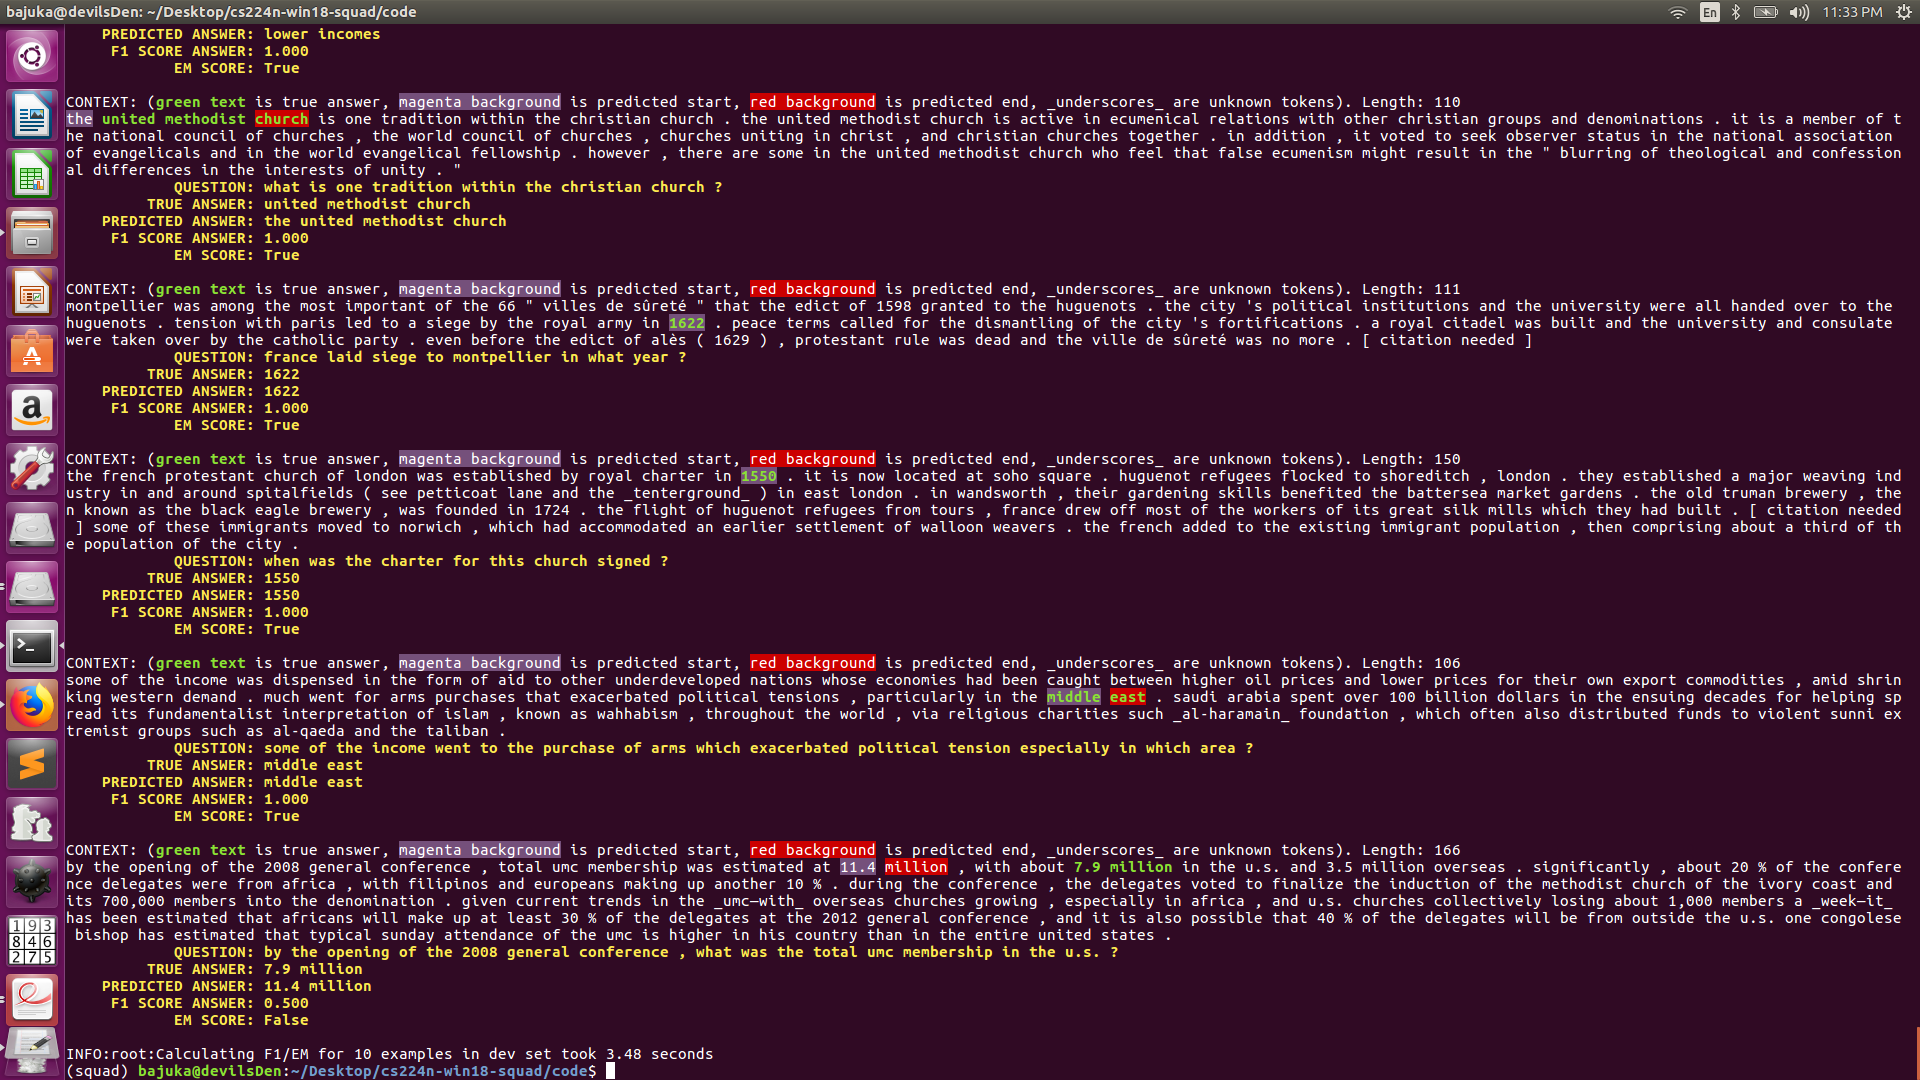 bajuka@devilsDen: ~/Desktop/cs224n-win18-squad/code
En
11:33 PM
PREDICTED ANSWER: lower incomes
F1 SCORE ANSWER: 1.000
EM SCORE: True
CONTEXT: (green text is true answer, magenta background is predicted start, red background is predicted end, _underscores_ are unknown tokens). Length: 110
the united methodist church is one tradition within the christian church . the united methodist church is active in ecumenical relations with other christian groups and denominations . it is a member of t
he national council of churches , the world council of churches , churches uniting in christ , and christian churches together . in addition , it voted to seek observer status in the national association
of evangelicals and in the world evangelical fellowship . however , there are some in the united methodist church who feel that false ecumenism might result in the " blurring of theological and confession
al differences in the interests of unity . "
QUESTION: what is one tradition within the christian church ?
TRUE ANSWER: united methodist church
PREDICTED ANSWER: the united methodist church
F1 SCORE ANSWER: 1.000
EM SCORE: True
CONTEXT: (green text is true answer, magenta background is predicted start, red background is predicted end, _underscores_ are unknown tokens). Length: 111
montpellier was among the most important of the 66 " villes de sûreté " that the edict of 1598 granted to the huguenots . the city 's political institutions and the university were all handed over to the
huguenots . tension with paris led to a siege by the royal army in 1622 . peace terms called for the dismantling of the city 's fortifications . a royal citadel was built and the university and consulate
were taken over by the catholic party . even before the edict of alès ( 1629 ) , protestant rule was dead and the ville de sûreté was no more . [ citation needed ]
QUESTION: france laid siege to montpellier in what year ?
TRUE ANSWER: 1622
PREDICTED ANSWER: 1622
F1 SCORE ANSWER: 1.000
EM SCORE: True
CONTEXT: (green text is true answer, magenta background is predicted start, red background is predicted end, _underscores_ are unknown tokens). Length: 150
the french protestant church of london was established by royal charter in 1550 . it is now located at soho square . huguenot refugees flocked to shoreditch , london . they established a major weaving ind
ustry in and around spitalfields ( see petticoat lane and the _tenterground_ ) in east london . in wandsworth , their gardening skills benefited the battersea market gardens . the old truman brewery , the
n known as the black eagle brewery , was founded in 1724 . the flight of huguenot refugees from tours , france drew off most of the workers of its great silk mills which they had built . [ citation needed
] some of these immigrants moved to norwich , which had accommodated an earlier settlement of walloon weavers . the french added to the existing immigrant population , then comprising about a third of th
e population of the city .
QUESTION: when was the charter for this church signed ?
TRUE ANSWER: 1550
PREDICTED ANSWER: 1550
F1 SCORE ANSWER: 1.000
EM SCORE: True
CONTEXT: (green text is true answer, magenta background is predicted start, red background is predicted end, _underscores_ are unknown tokens). Length: 106
some of the income was dispensed in the form of aid to other underdeveloped nations whose economies had been caught between higher oil prices and lower prices for their own export commodities , amid shrin
king western demand . much went for arms purchases that exacerbated political tensions , particularly in the middle east . saudi arabia spent over 100 billion dollars in the ensuing decades for helping sp
read its fundamentalist interpretation of islam , known as wahhabism , throughout the world , via religious charities such _al-haramain_ foundation , which often also distributed funds to violent sunni ex
tremist groups such as al-qaeda and the taliban .
QUESTION: some of the income went to the purchase of arms which exacerbated political tension especially in which area ?
TRUE ANSWER: middle east
PREDICTED ANSWER: middle east
F1 SCORE ANSWER: 1.000
EM SCORE: True
CONTEXT: (green text is true answer, magenta background is predicted start, red background is predicted end, _underscores_ are unknown tokens). Length: 166
by the opening of the 2008 general conference , total umc membership was estimated at 11.4 million , with about 7.9 million in the u.s. and 3.5 million overseas . significantly , about 20 % of the confere
nce delegates were from africa , with filipinos and europeans making up another 10 % . during the conference , the delegates voted to finalize the induction of the methodist church of the ivory coast and
its 700,000 members into the denomination . given current trends in the _umc—with_ overseas churches growing , especially in africa , and u.s. churches collectively losing about 1,000 members a _week—it_
has been estimated that africans will make up at least 30 % of the delegates at the 2012 general conference , and it is also possible that 40 % of the delegates will be from outside the u.s. one congolese
bishop has estimated that typical sunday attendance of the umc is higher in his country than in the entire united states .
QUESTION: by the opening of the 2008 general conference , what was the total umc membership in the u.s. ?
TRUE ANSWER: 7.9 million
PREDICTED ANSWER: 11.4 million
F1 SCORE ANSWER: 0.500
EM SCORE: False
INFO:root:Calculating F1/EM for 10 examples in dev set took 3.48 seconds
(squad) bajuka@devilsDen:~/Desktop/cs224n-win18-squad/code$
a
193
846
275